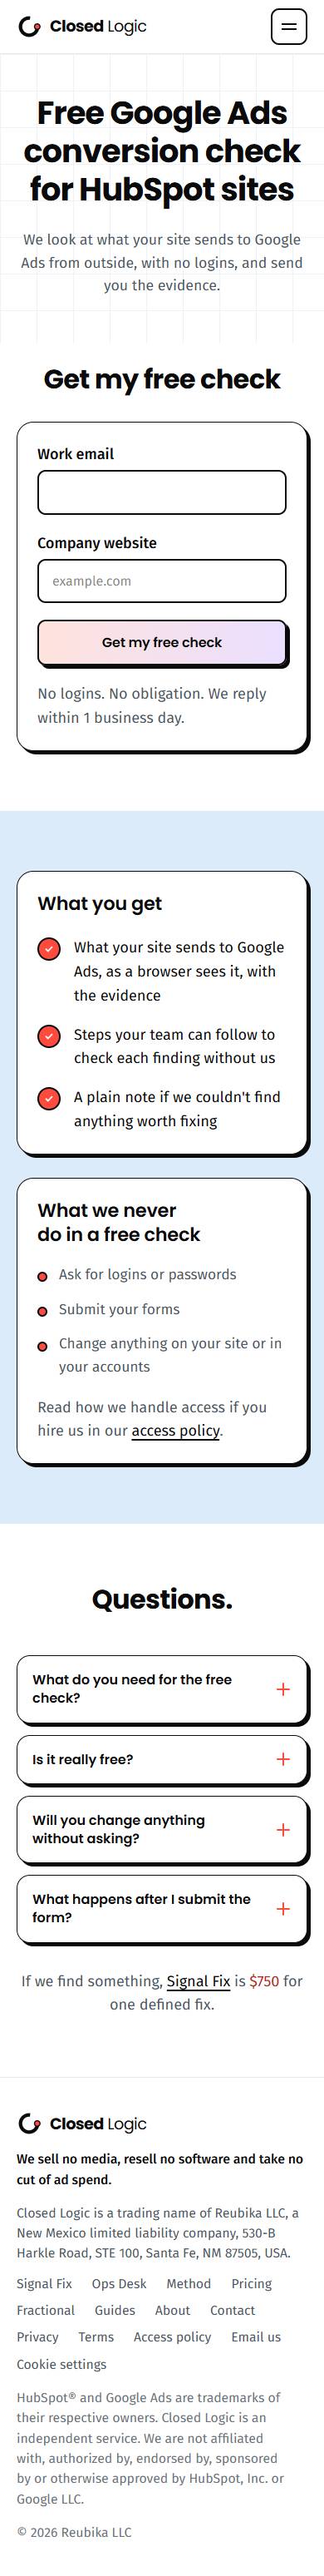 Closed Logic
Free Google Ads
conversion check
for HubSpot sites
We look at what your site sends to Google
Ads from outside, with no logins, and send
you the evidence.
Get my free check
Work email
Company website
example.com
Get my free check
No logins. No obligation. We reply
within 1 business day.
What you get
What your site sends to Google
Ads, as a browser sees it, with
the evidence
Steps your team can follow to
check each finding without us
A plain note if we couldn't find
anything worth fixing
What we never
do in a free check
Ask for logins or passwords
Submit your forms
Change anything on your site or in
your accounts
Read how we handle access if you
hire us in our access policy.
Questions.
What do you need for the free
check?
Is it really free?
Will you change anything
without asking?
What happens after I submit the
form?
If we find something, Signal Fix is $750 for
one defined fix.
Closed Logic
We sell no media, resell no software and take no
cut of ad spend.
Closed Logic is a trading name of Reubika LLC, a
New Mexico limited liability company, 530-B
Harkle Road, STE 100, Santa Fe, NM 87505, USA.
Signal Fix Ops Desk Method Pricing
Fractional Guides About Contact
Privacy Terms Access policy Email us
Cookie settings
HubSpot® and Google Ads are trademarks of
their respective owners. Closed Logic is an
independent service. We are not affiliated
with, authorized by, endorsed by, sponsored
by or otherwise approved by HubSpot, Inc. or
Google LLC.
© 2026 Reubika LLC